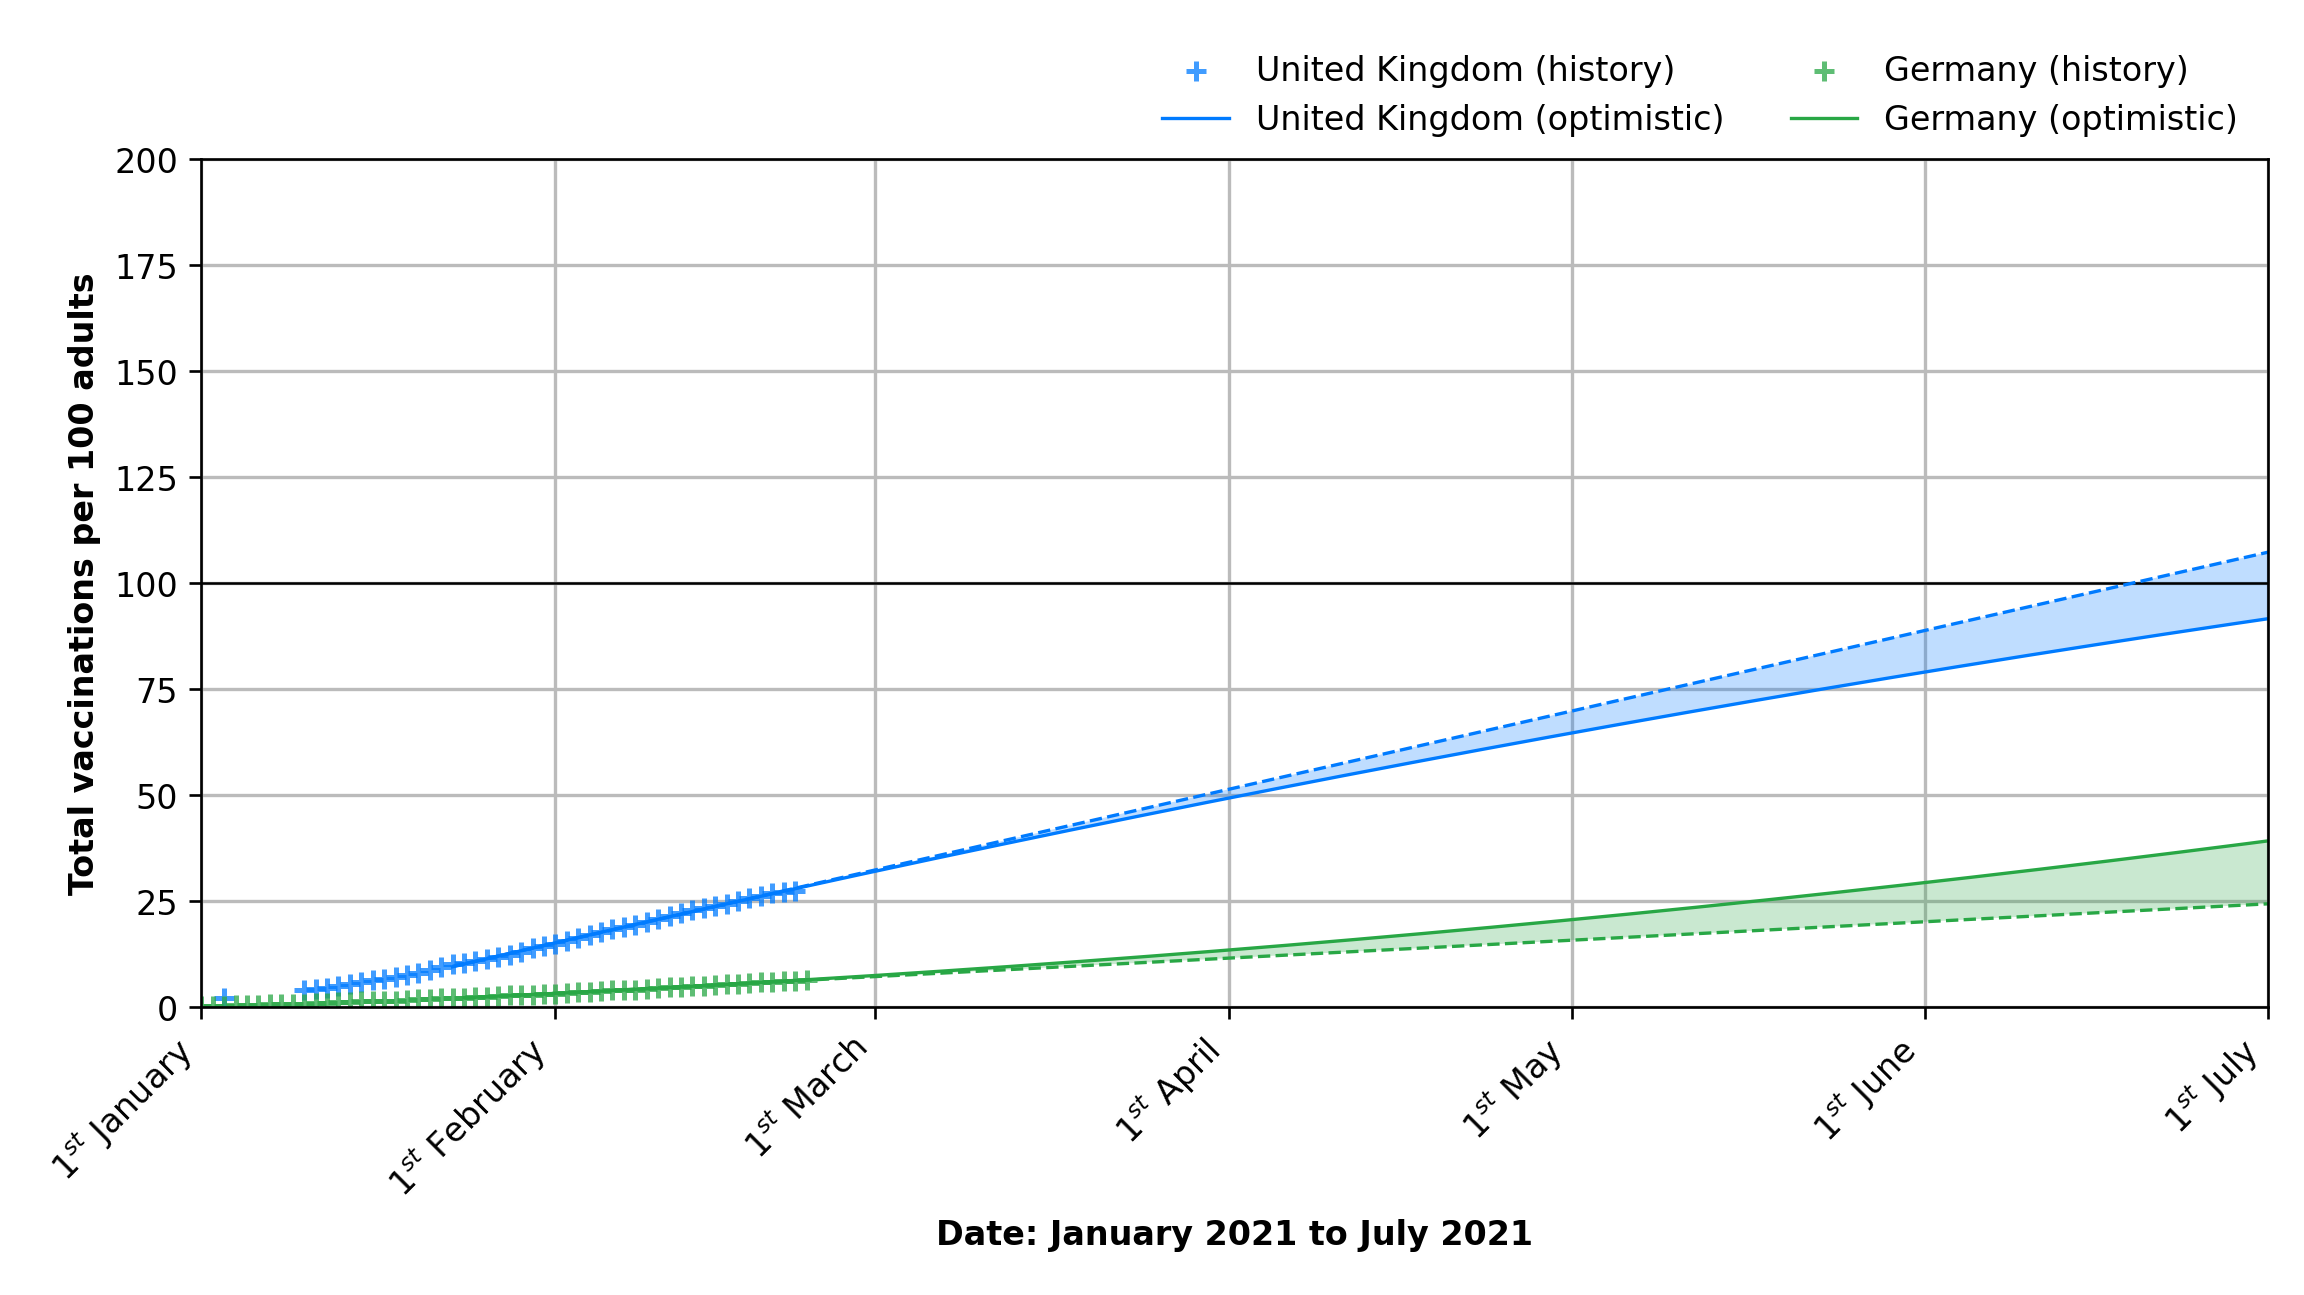 United Kingdom (history)
United Kingdom (optimistic)
Germany (history)
Germany (optimistic)
Total vaccinations per 100 adults
200
175
150
125
100
75
50
25
0
1st January
1st February
1st March
1st April
1st May
1st June
1st July
Date: January 2021 to July 2021